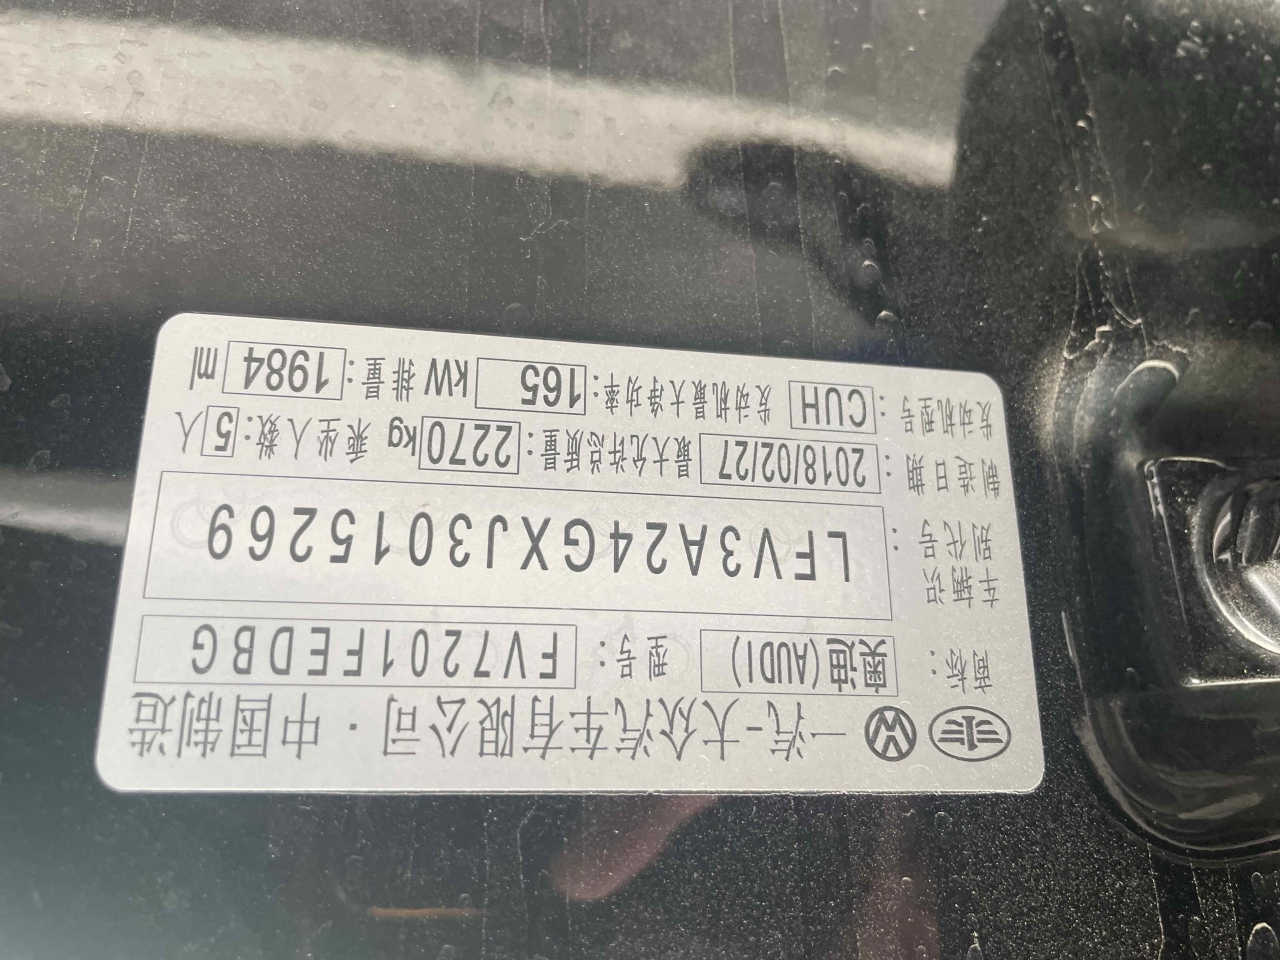 一汽-大众汽车有限公司·中国制造
商标: 奥迪(AUDI) 型号: FV7201FEDBG
车辆识别代号: LFV3A24GXJ3015269
制造日期: 2018/02/27 最大允许总质量: 2270 kg 乘坐人数: 5 人
发动机型号: CUH 发动机最大净功率: 165 kW 排量: 1984 ml